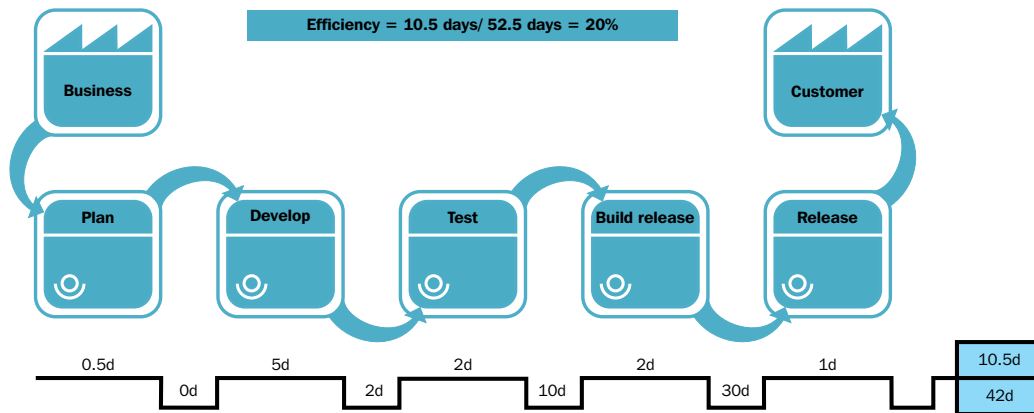 Efficiency = 10.5 days/ 52.5 days = 20%
Business
Customer
Plan
Develop
Test
Build release
Release
0.5d
5d
2d
2d
1d
10.5d
0d
2d
10d
30d
42d